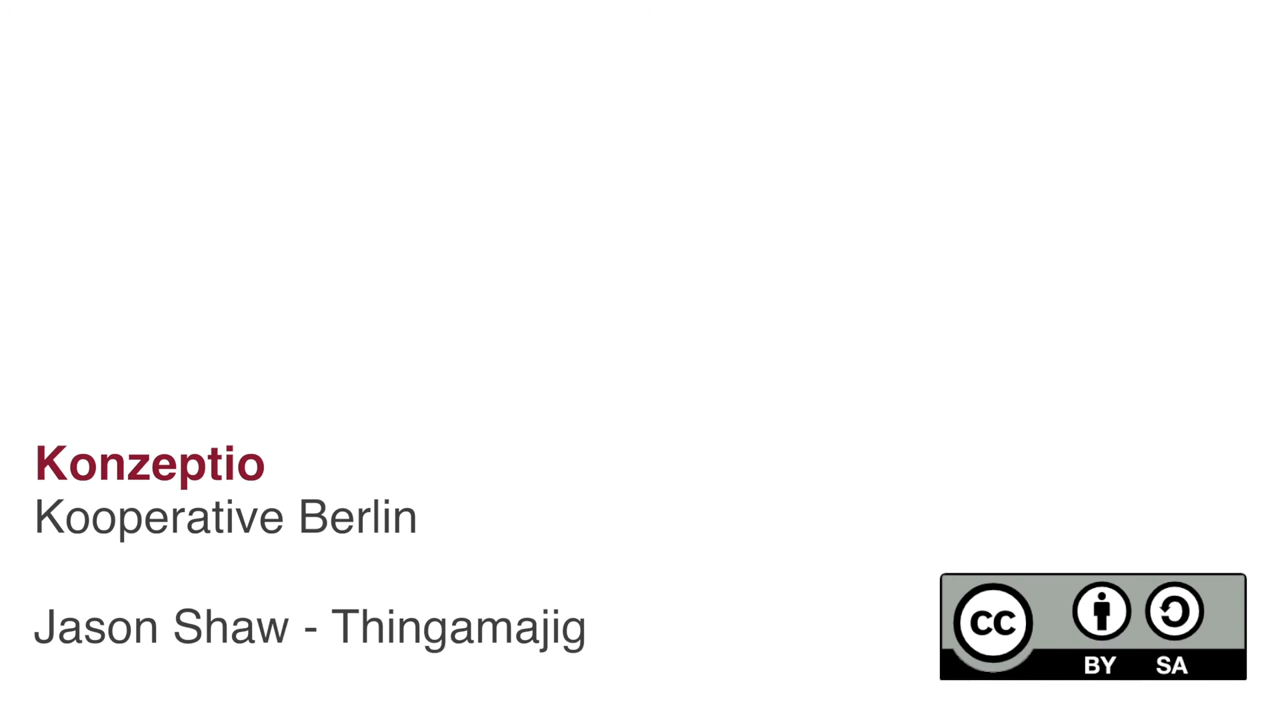 Konzeptio
Kooperative Berlin
Jason Shaw - Thingamajig
cc
BY SA